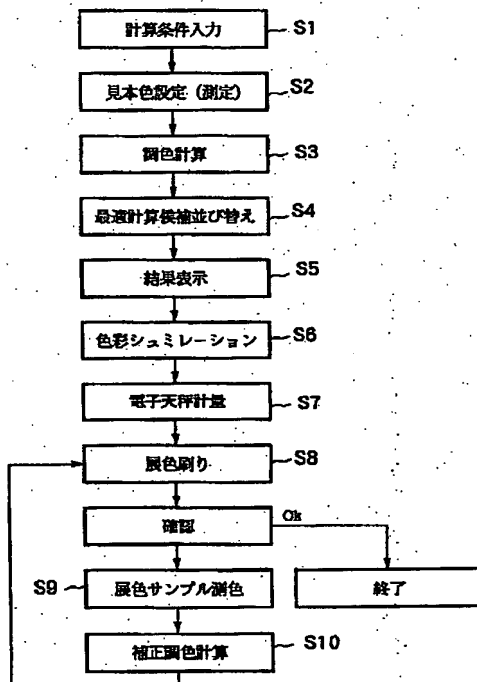 計算条件入力 S1
見本色設定（測定） S2
調色計算 S3
最適計算候補並び替え S4
結果表示 S5
色彩シュミレーション S6
電子天秤計量 S7
展色刷り S8
確認 Ok
S9 展色サンプル測色 終了
補正調色計算 S10